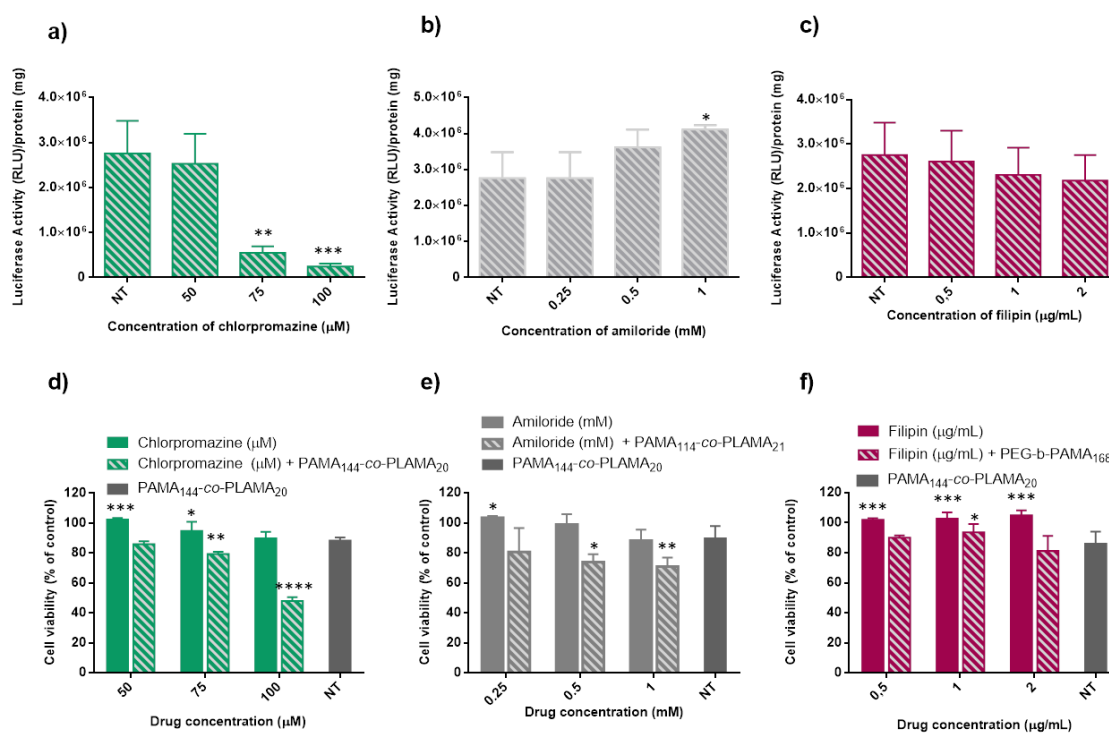 a)
Luciferase Activity (RLU)/protein (mg)
4.0×10⁶
3.0×10⁶
2.0×10⁶
1.0×10⁶
0
NT
50
75
100
**
***
Concentration of chlorpromazine (μM)
b)
Luciferase Activity (RLU)/protein (mg)
5.0×10⁶
4.0×10⁶
3.0×10⁶
2.0×10⁶
1.0×10⁶
0
NT
0.25
0.5
1
*
Concentration of amiloride (mM)
c)
Luciferase Activity (RLU)/protein (mg)
4.0×10⁶
3.0×10⁶
2.0×10⁶
1.0×10⁶
0
NT
0.5
1
2
Concentration of filipin (μg/mL)
d)
Chlorpromazine (μM)
Chlorpromazine (μM) + PAMA₁₄₄-co-PLAMA₂₀
PAMA₁₄₄-co-PLAMA₂₀
Cell viability (% of control)
120
100
80
60
40
20
0
***
*
**
****
50
75
100
NT
Drug concentration (μM)
e)
Amiloride (mM)
Amiloride (mM) + PAMA₁₁₄-co-PLAMA₂₁
PAMA₁₄₄-co-PLAMA₂₀
Cell viability (% of control)
120
100
80
60
40
20
0
*
*
**
0.25
0.5
1
NT
Drug concentration (mM)
f)
Filipin (μg/mL)
Filipin (μg/mL) + PEG-b-PAMA₁₆₈
PAMA₁₄₄-co-PLAMA₂₀
Cell viability (% of control)
120
100
80
60
40
20
0
***
***
*
***
0.5
1
2
NT
Drug concentration (μg/mL)